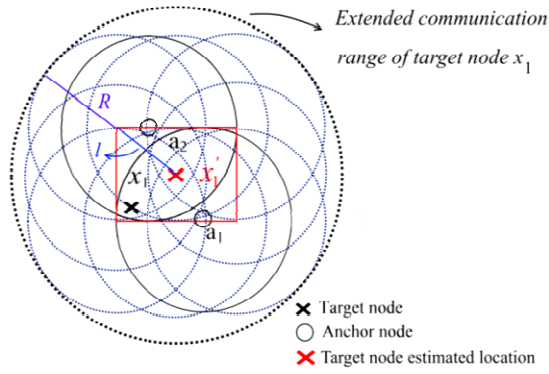 Extended communication
range of target node x1
R
l
a2
x1
x1'
a1
Target node
Anchor node
Target node estimated location